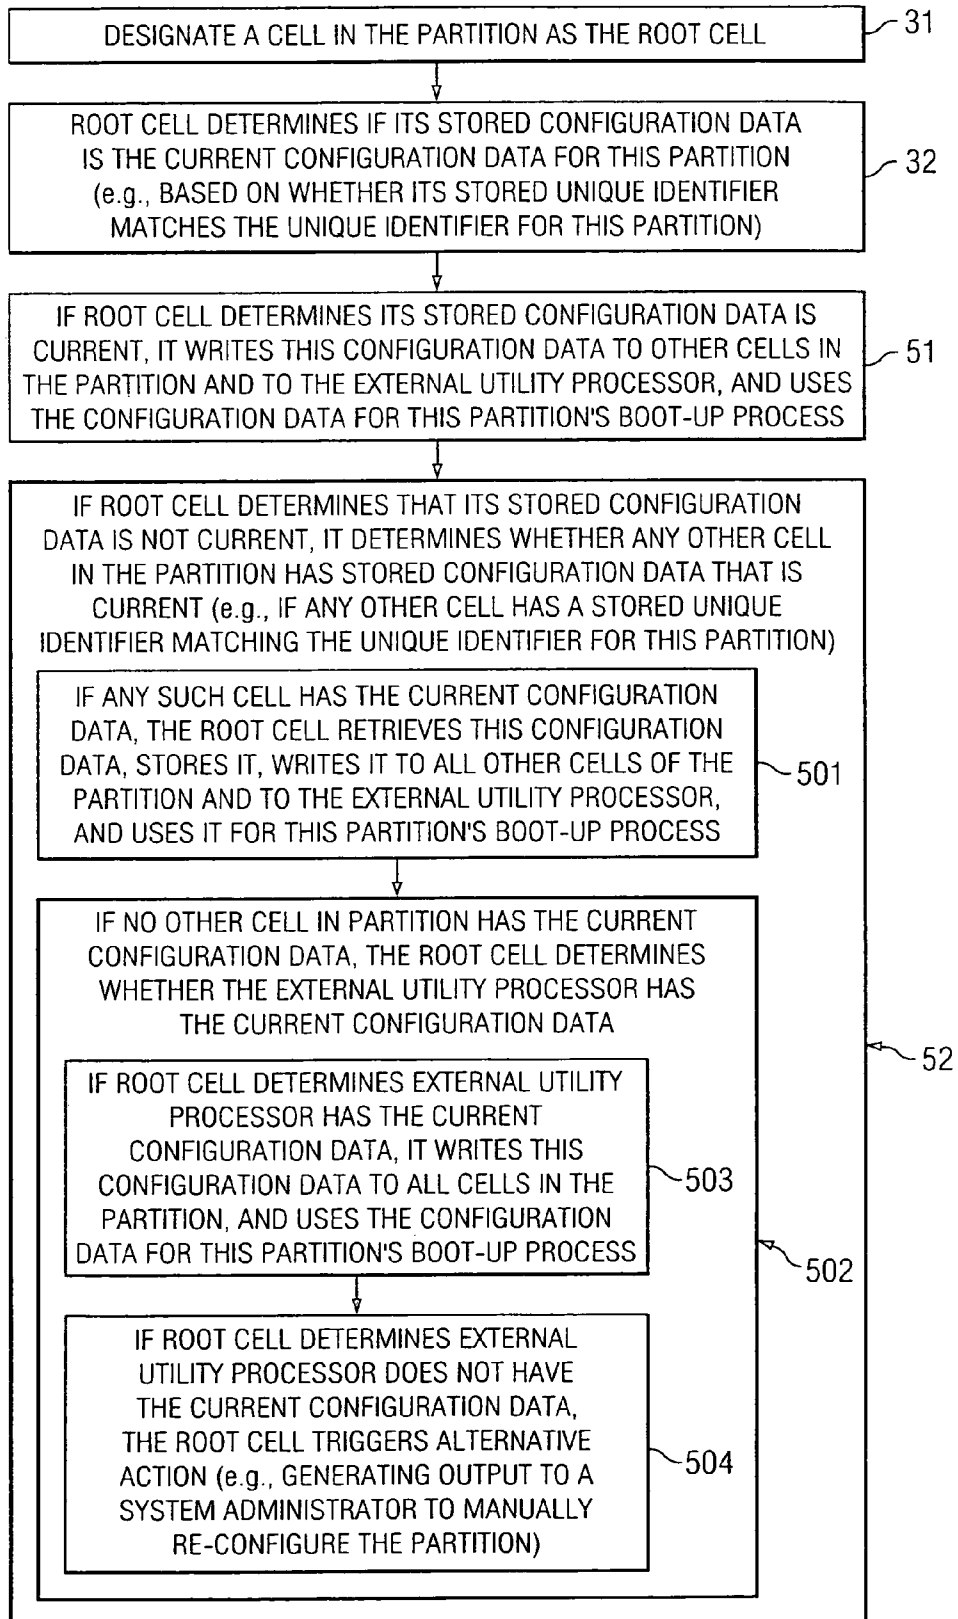 DESIGNATE A CELL IN THE PARTITION AS THE ROOT CELL
31
ROOT CELL DETERMINES IF ITS STORED CONFIGURATION DATA
IS THE CURRENT CONFIGURATION DATA FOR THIS PARTITION
(e.g., BASED ON WHETHER ITS STORED UNIQUE IDENTIFIER
MATCHES THE UNIQUE IDENTIFIER FOR THIS PARTITION)
32
IF ROOT CELL DETERMINES ITS STORED CONFIGURATION DATA IS
CURRENT, IT WRITES THIS CONFIGURATION DATA TO OTHER CELLS IN
THE PARTITION AND TO THE EXTERNAL UTILITY PROCESSOR, AND USES
THE CONFIGURATION DATA FOR THIS PARTITION'S BOOT-UP PROCESS
51
IF ROOT CELL DETERMINES THAT ITS STORED CONFIGURATION
DATA IS NOT CURRENT, IT DETERMINES WHETHER ANY OTHER CELL
IN THE PARTITION HAS STORED CONFIGURATION DATA THAT IS
CURRENT (e.g., IF ANY OTHER CELL HAS A STORED UNIQUE
IDENTIFIER MATCHING THE UNIQUE IDENTIFIER FOR THIS PARTITION)
IF ANY SUCH CELL HAS THE CURRENT CONFIGURATION
DATA, THE ROOT CELL RETRIEVES THIS CONFIGURATION
DATA, STORES IT, WRITES IT TO ALL OTHER CELLS OF THE
PARTITION AND TO THE EXTERNAL UTILITY PROCESSOR,
AND USES IT FOR THIS PARTITION'S BOOT-UP PROCESS
501
IF NO OTHER CELL IN PARTITION HAS THE CURRENT
CONFIGURATION DATA, THE ROOT CELL DETERMINES
WHETHER THE EXTERNAL UTILITY PROCESSOR HAS
THE CURRENT CONFIGURATION DATA
52
IF ROOT CELL DETERMINES EXTERNAL UTILITY
PROCESSOR HAS THE CURRENT
CONFIGURATION DATA, IT WRITES THIS
CONFIGURATION DATA TO ALL CELLS IN THE
PARTITION, AND USES THE CONFIGURATION
DATA FOR THIS PARTITION'S BOOT-UP PROCESS
503
502
IF ROOT CELL DETERMINES EXTERNAL
UTILITY PROCESSOR DOES NOT HAVE
THE CURRENT CONFIGURATION DATA,
THE ROOT CELL TRIGGERS ALTERNATIVE
ACTION (e.g., GENERATING OUTPUT TO A
SYSTEM ADMINISTRATOR TO MANUALLY
RE-CONFIGURE THE PARTITION)
504